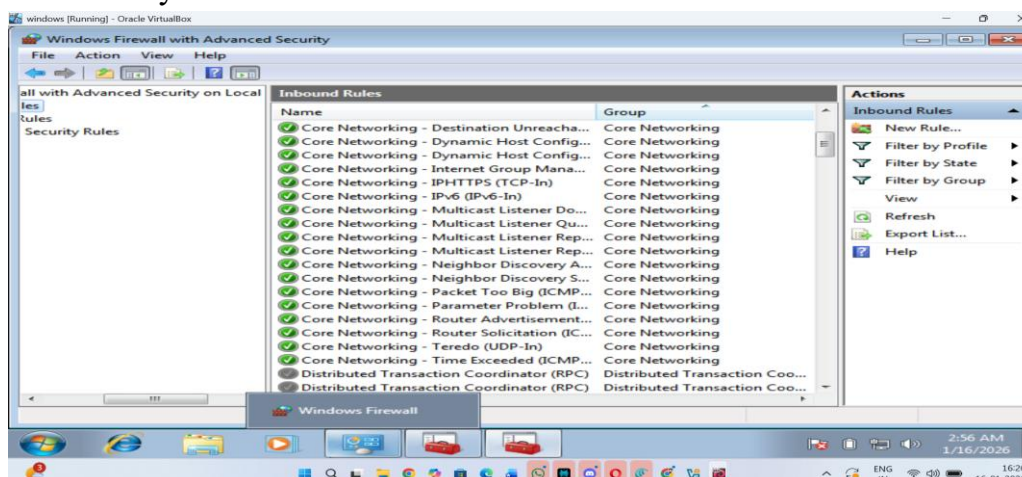 windows [Running] - Oracle VirtualBox
Windows Firewall with Advanced Security
File Action View Help
all with Advanced Security on Local
les
Rules
Security Rules
Inbound Rules
Name Group
Core Networking - Destination Unreacha... Core Networking
Core Networking - Dynamic Host Config... Core Networking
Core Networking - Dynamic Host Config... Core Networking
Core Networking - Internet Group Mana... Core Networking
Core Networking - IPHTTPS (TCP-In) Core Networking
Core Networking - IPv6 (IPv6-In) Core Networking
Core Networking - Multicast Listener Do... Core Networking
Core Networking - Multicast Listener Qu... Core Networking
Core Networking - Multicast Listener Rep... Core Networking
Core Networking - Multicast Listener Rep... Core Networking
Core Networking - Neighbor Discovery A... Core Networking
Core Networking - Neighbor Discovery S... Core Networking
Core Networking - Packet Too Big (ICMP... Core Networking
Core Networking - Parameter Problem (I... Core Networking
Core Networking - Router Advertisement... Core Networking
Core Networking - Router Solicitation (IC... Core Networking
Core Networking - Teredo (UDP-In) Core Networking
Core Networking - Time Exceeded (ICMP... Core Networking
Distributed Transaction Coordinator (RPC) Distributed Transaction Coo...
Distributed Transaction Coordinator (RPC) Distributed Transaction Coo...
Actions
Inbound Rules
New Rule...
Filter by Profile
Filter by State
Filter by Group
View
Refresh
Export List...
Help
Windows Firewall
2:56 AM
1/16/2026
3
ENG